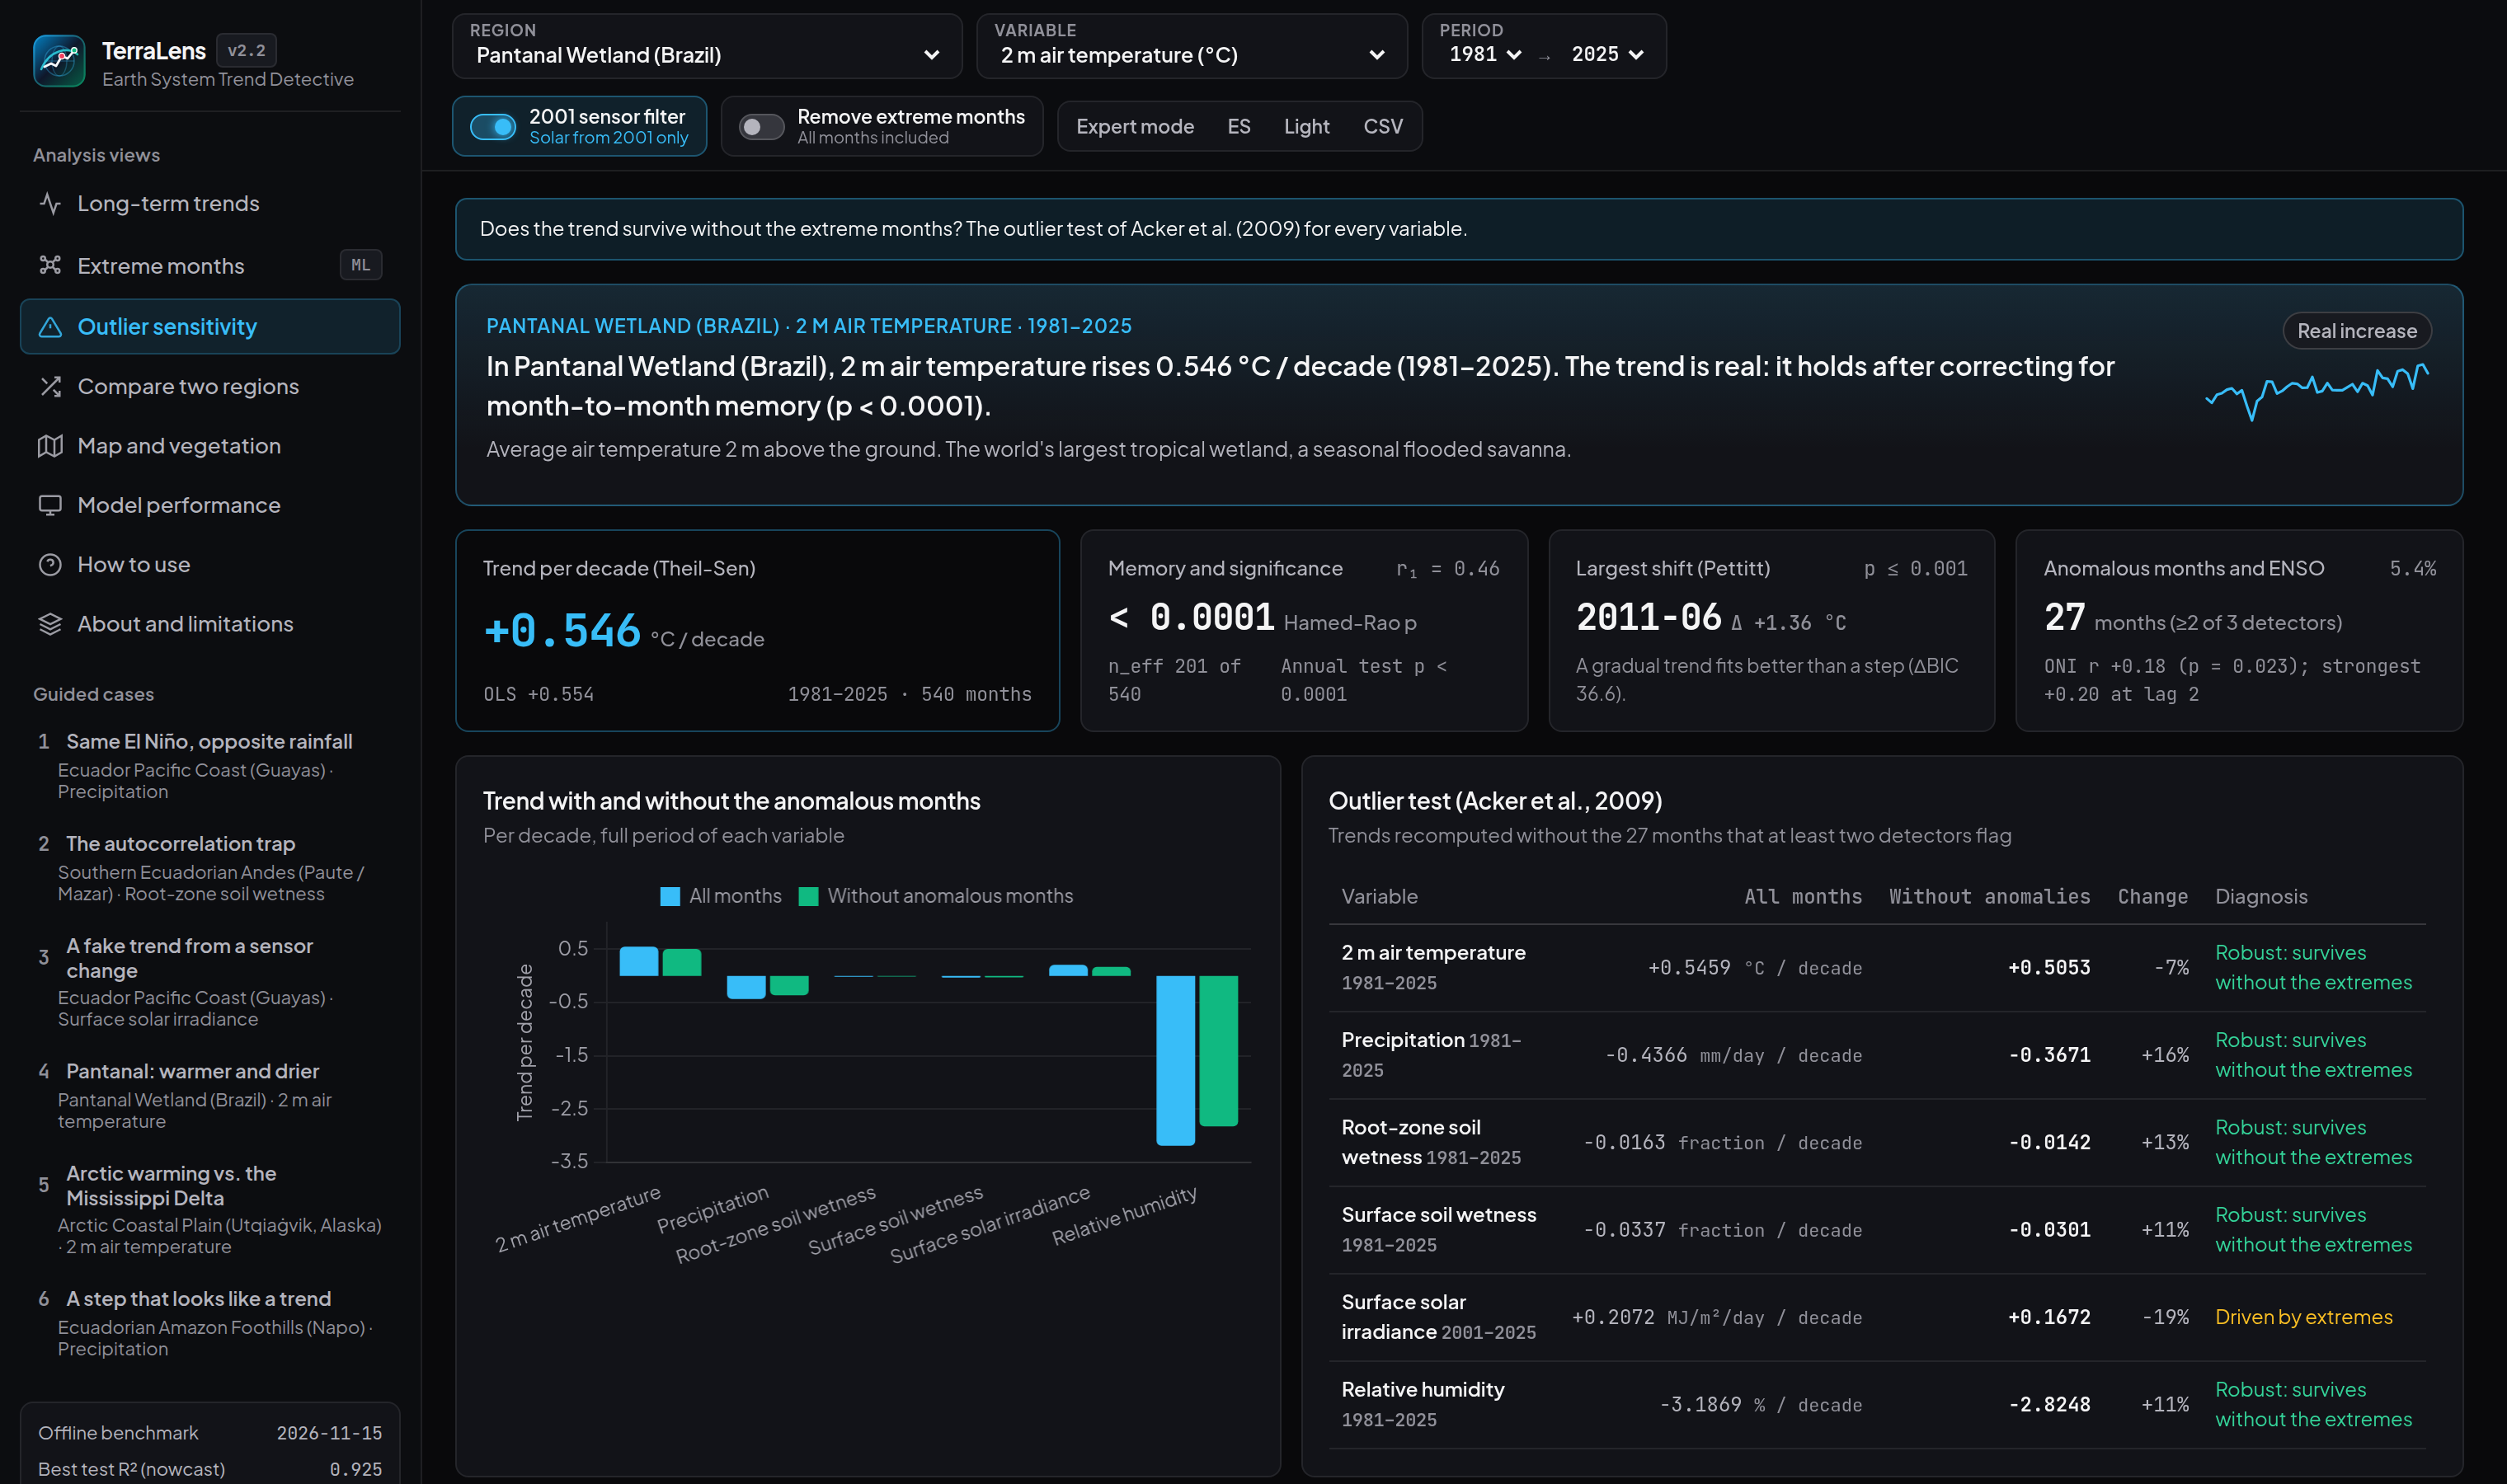 TerraLens v2.2
Earth System Trend Detective
Analysis views
Long-term trends
Extreme months ML
Outlier sensitivity
Compare two regions
Map and vegetation
Model performance
How to use
About and limitations
Guided cases
1 Same El Niño, opposite rainfall
Ecuador Pacific Coast (Guayas) ·
Precipitation
2 The autocorrelation trap
Southern Ecuadorian Andes (Paute /
Mazar) · Root-zone soil wetness
3 A fake trend from a sensor
change
Ecuador Pacific Coast (Guayas) ·
Surface solar irradiance
4 Pantanal: warmer and drier
Pantanal Wetland (Brazil) · 2 m air
temperature
5 Arctic warming vs. the
Mississippi Delta
Arctic Coastal Plain (Utqiaġvik, Alaska)
· 2 m air temperature
6 A step that looks like a trend
Ecuadorian Amazon Foothills (Napo) ·
Precipitation
Offline benchmark 2026-11-15
Best test R² (nowcast) 0.925
REGION
Pantanal Wetland (Brazil)
VARIABLE
2 m air temperature (°C)
PERIOD
1981 → 2025
2001 sensor filter
Solar from 2001 only
Remove extreme months
All months included
Expert mode ES Light CSV
Does the trend survive without the extreme months? The outlier test of Acker et al. (2009) for every variable.
PANTANAL WETLAND (BRAZIL) · 2 M AIR TEMPERATURE · 1981–2025
Real increase
In Pantanal Wetland (Brazil), 2 m air temperature rises 0.546 °C / decade (1981–2025). The trend is real: it holds after correcting for
month-to-month memory (p < 0.0001).
Average air temperature 2 m above the ground. The world's largest tropical wetland, a seasonal flooded savanna.
Trend per decade (Theil-Sen)
+0.546 °C / decade
OLS +0.554 1981–2025 · 540 months
Memory and significance r₁ = 0.46
< 0.0001 Hamed-Rao p
n_eff 201 of Annual test p <
540 0.0001
Largest shift (Pettitt) p ≤ 0.001
2011-06 Δ +1.36 °C
A gradual trend fits better than a step (ΔBIC
36.6).
Anomalous months and ENSO 5.4%
27 months (≥2 of 3 detectors)
ONI r +0.18 (p = 0.023); strongest
+0.20 at lag 2
Trend with and without the anomalous months
Per decade, full period of each variable
All months Without anomalous months
Trend per decade
0.5
-0.5
-1.5
-2.5
-3.5
2 m air temperature
Precipitation
Root-zone soil wetness
Surface soil wetness
Surface solar irradiance
Relative humidity
Outlier test (Acker et al., 2009)
Trends recomputed without the 27 months that at least two detectors flag
Variable All months Without anomalies Change Diagnosis
2 m air temperature
1981–2025
+0.5459 °C / decade +0.5053 -7%
Robust: survives
without the extremes
Precipitation 1981–
2025
-0.4366 mm/day / decade -0.3671 +16%
Robust: survives
without the extremes
Root-zone soil
wetness 1981–2025
-0.0163 fraction / decade -0.0142 +13%
Robust: survives
without the extremes
Surface soil wetness
1981–2025
-0.0337 fraction / decade -0.0301 +11%
Robust: survives
without the extremes
Surface solar
irradiance 2001–2025
+0.2072 MJ/m²/day / decade +0.1672 -19%
Driven by extremes
Relative humidity
1981–2025
-3.1869 % / decade -2.8248 +11%
Robust: survives
without the extremes